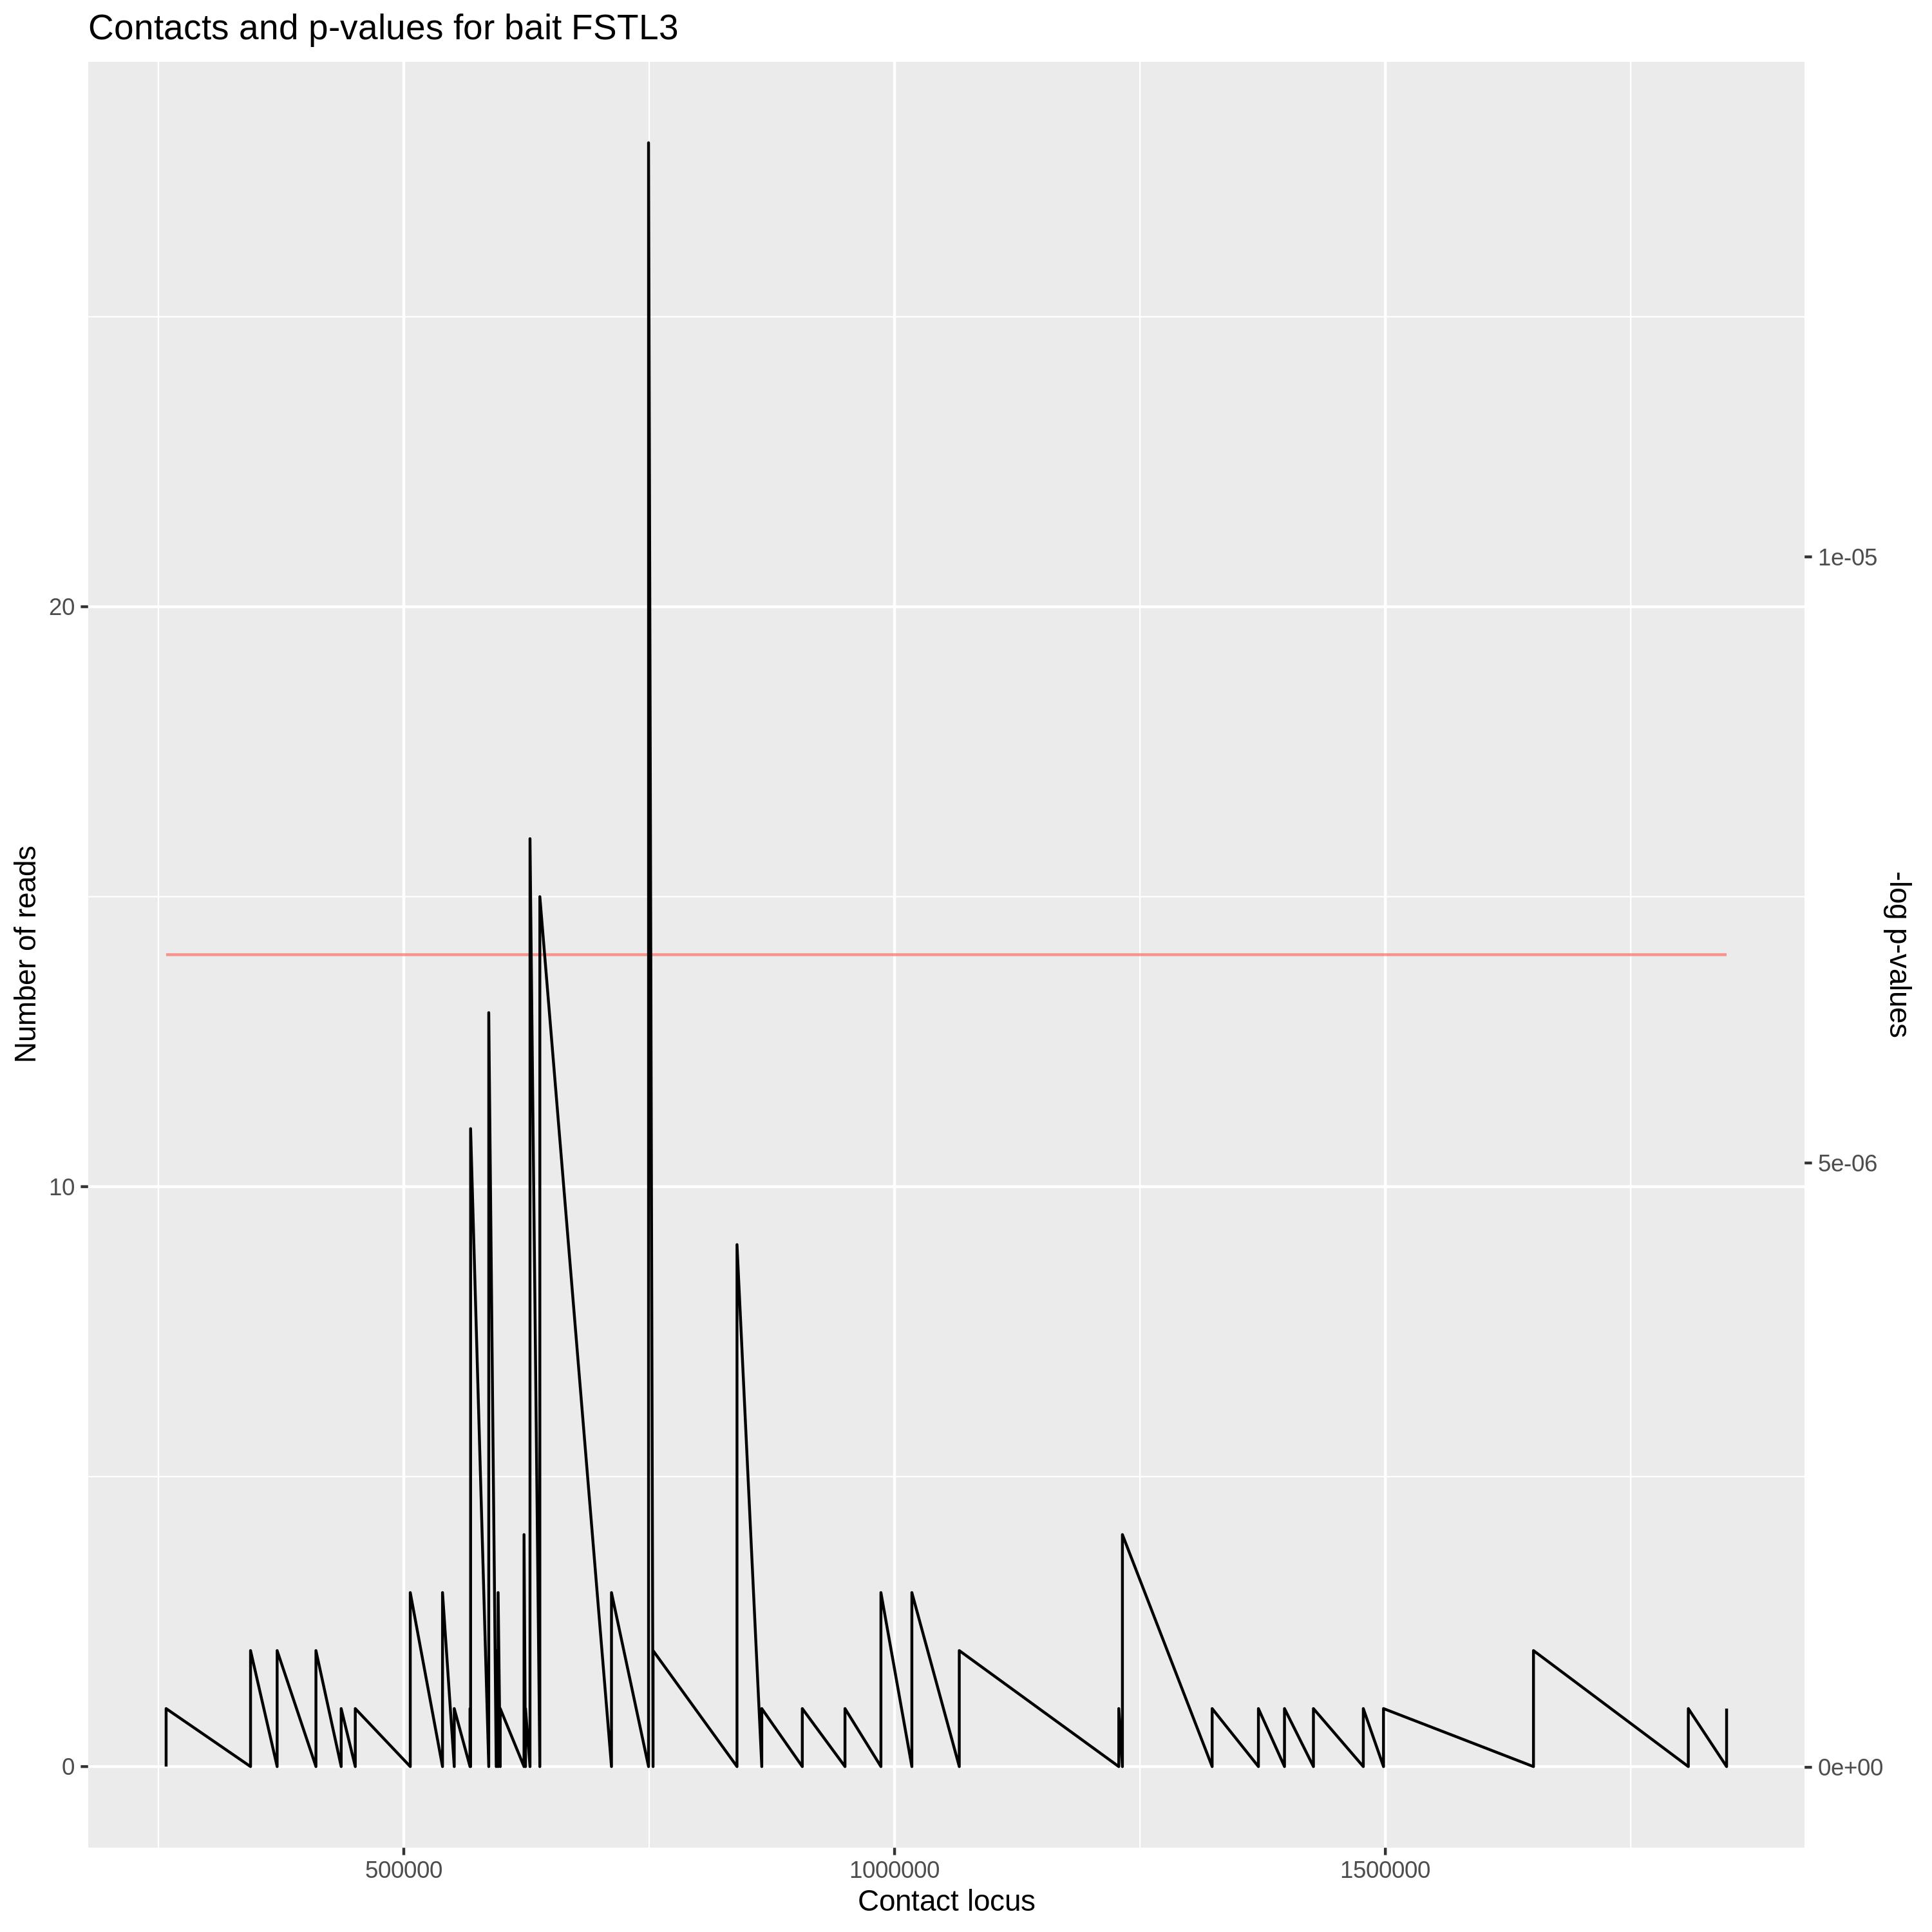 Contacts and p-values for bait FSTL3
20
10
0
Number of reads
1e-05
5e-06
0e+00
-log p-values
500000
1000000
1500000
Contact locus